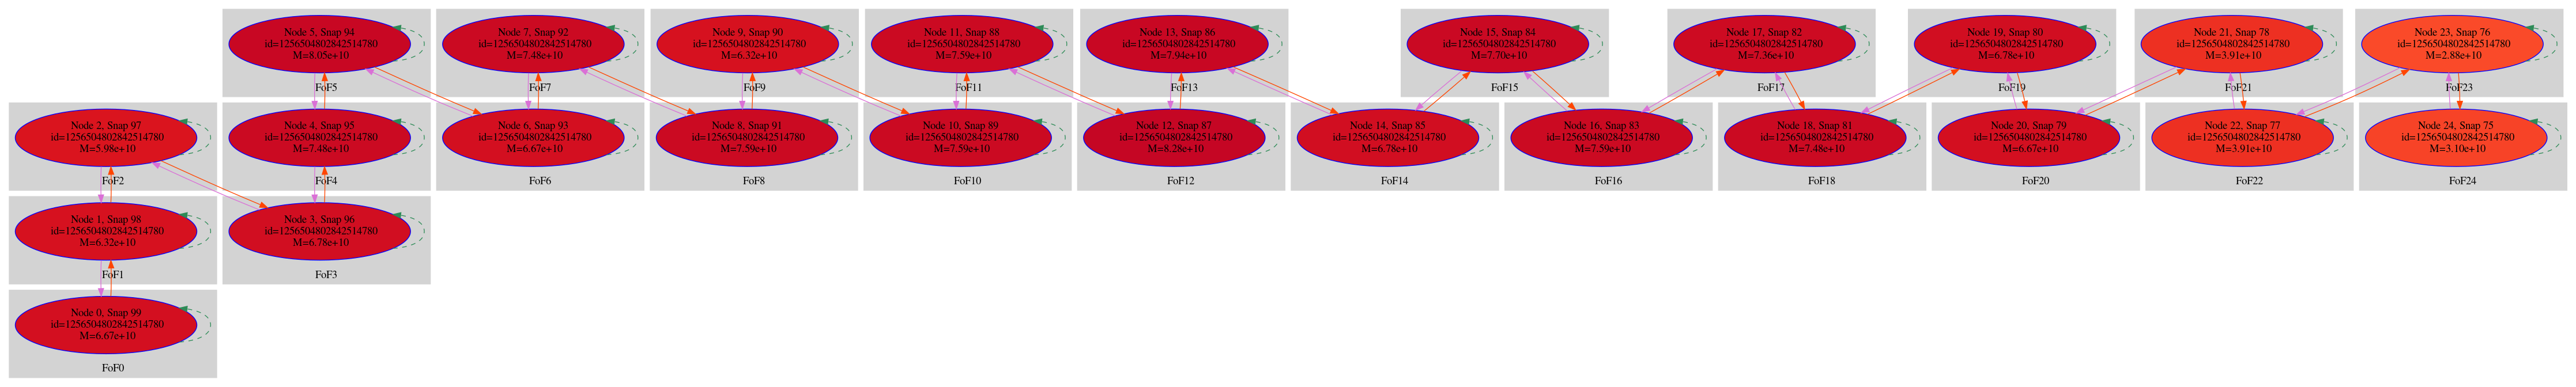 Node 5, Snap 94
id=1256504802842514780
M=8.05e+10
FoF5
Node 7, Snap 92
id=1256504802842514780
M=7.48e+10
FoF7
Node 9, Snap 90
id=1256504802842514780
M=6.32e+10
FoF9
Node 11, Snap 88
id=1256504802842514780
M=7.59e+10
FoF11
Node 13, Snap 86
id=1256504802842514780
M=7.94e+10
FoF13
Node 15, Snap 84
id=1256504802842514780
M=7.70e+10
FoF15
Node 17, Snap 82
id=1256504802842514780
M=7.36e+10
FoF17
Node 19, Snap 80
id=1256504802842514780
M=6.78e+10
FoF19
Node 21, Snap 78
id=1256504802842514780
M=3.91e+10
FoF21
Node 23, Snap 76
id=1256504802842514780
M=2.88e+10
FoF23
Node 2, Snap 97
id=1256504802842514780
M=5.98e+10
FoF2
Node 4, Snap 95
id=1256504802842514780
M=7.48e+10
FoF4
Node 6, Snap 93
id=1256504802842514780
M=6.67e+10
FoF6
Node 8, Snap 91
id=1256504802842514780
M=7.59e+10
FoF8
Node 10, Snap 89
id=1256504802842514780
M=7.59e+10
FoF10
Node 12, Snap 87
id=1256504802842514780
M=8.28e+10
FoF12
Node 14, Snap 85
id=1256504802842514780
M=6.78e+10
FoF14
Node 16, Snap 83
id=1256504802842514780
M=7.59e+10
FoF16
Node 18, Snap 81
id=1256504802842514780
M=7.48e+10
FoF18
Node 20, Snap 79
id=1256504802842514780
M=6.67e+10
FoF20
Node 22, Snap 77
id=1256504802842514780
M=3.91e+10
FoF22
Node 24, Snap 75
id=1256504802842514780
M=3.10e+10
FoF24
Node 1, Snap 98
id=1256504802842514780
M=6.32e+10
FoF1
Node 3, Snap 96
id=1256504802842514780
M=6.78e+10
FoF3
Node 0, Snap 99
id=1256504802842514780
M=6.67e+10
FoF0